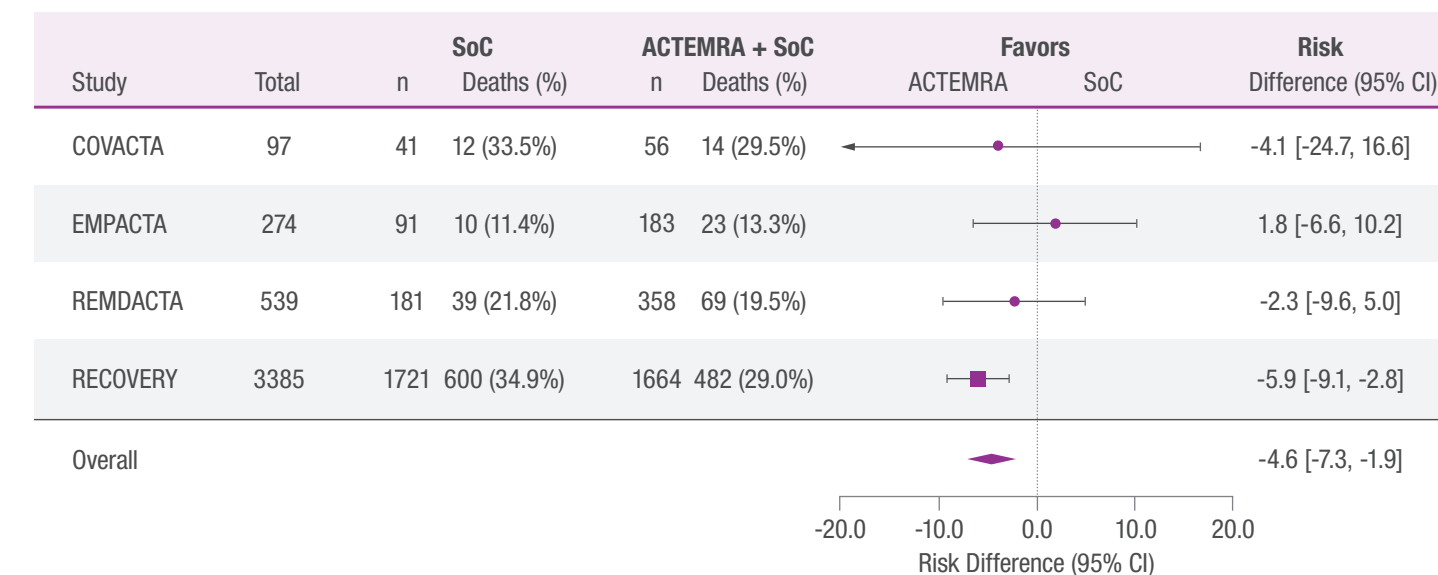 SoC ACTEMRA + SoC Favors Risk
Study Total n Deaths (%) n Deaths (%) ACTEMRA SoC Difference (95% CI)
COVACTA 97 41 12 (33.5%) 56 14 (29.5%) -4.1 [-24.7, 16.6]
EMPACTA 274 91 10 (11.4%) 183 23 (13.3%) 1.8 [-6.6, 10.2]
REMDACTA 539 181 39 (21.8%) 358 69 (19.5%) -2.3 [-9.6, 5.0]
RECOVERY 3385 1721 600 (34.9%) 1664 482 (29.0%) -5.9 [-9.1, -2.8]
Overall -4.6 [-7.3, -1.9]
-20.0 -10.0 0.0 10.0 20.0
Risk Difference (95% CI)